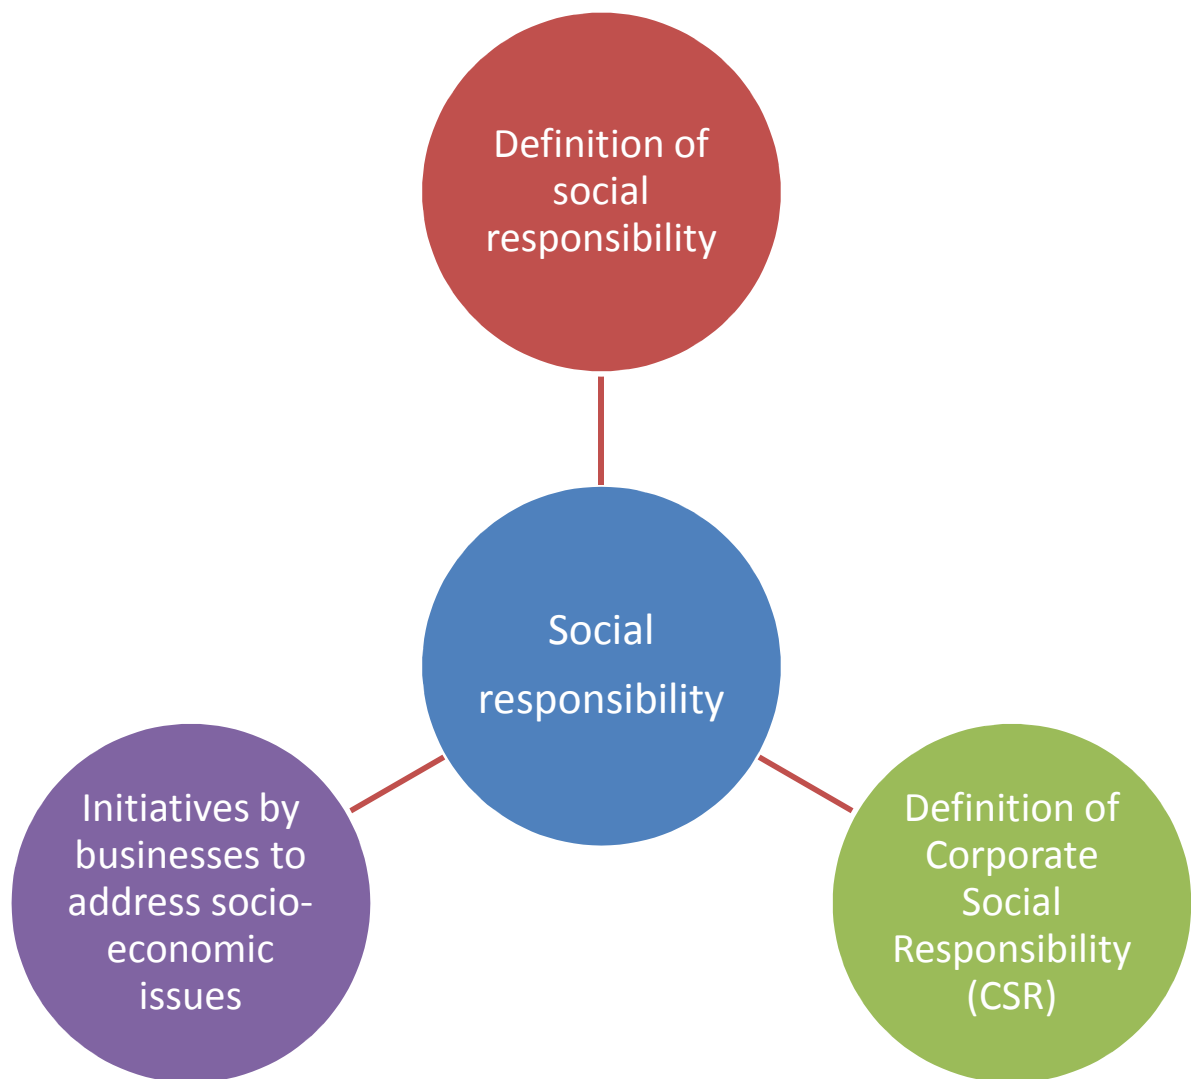 Definition of
social
responsibility
Social
responsibility
Initiatives by
businesses to
address socio-
economic
issues
Definition of
Corporate
Social
Responsibility
(CSR)